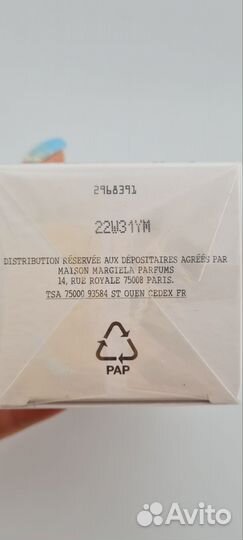 2968391
22W31YM
DISTRIBUTION RÉSERVÉE AUX DÉPOSITAIRES AGRÉÉS PAR
MAISON MARGIELA PARFUMS
14, RUE ROYALE 75008 PARIS.
TSA 75000 93584 ST OUEN CEDEX FR
PAP
Avito